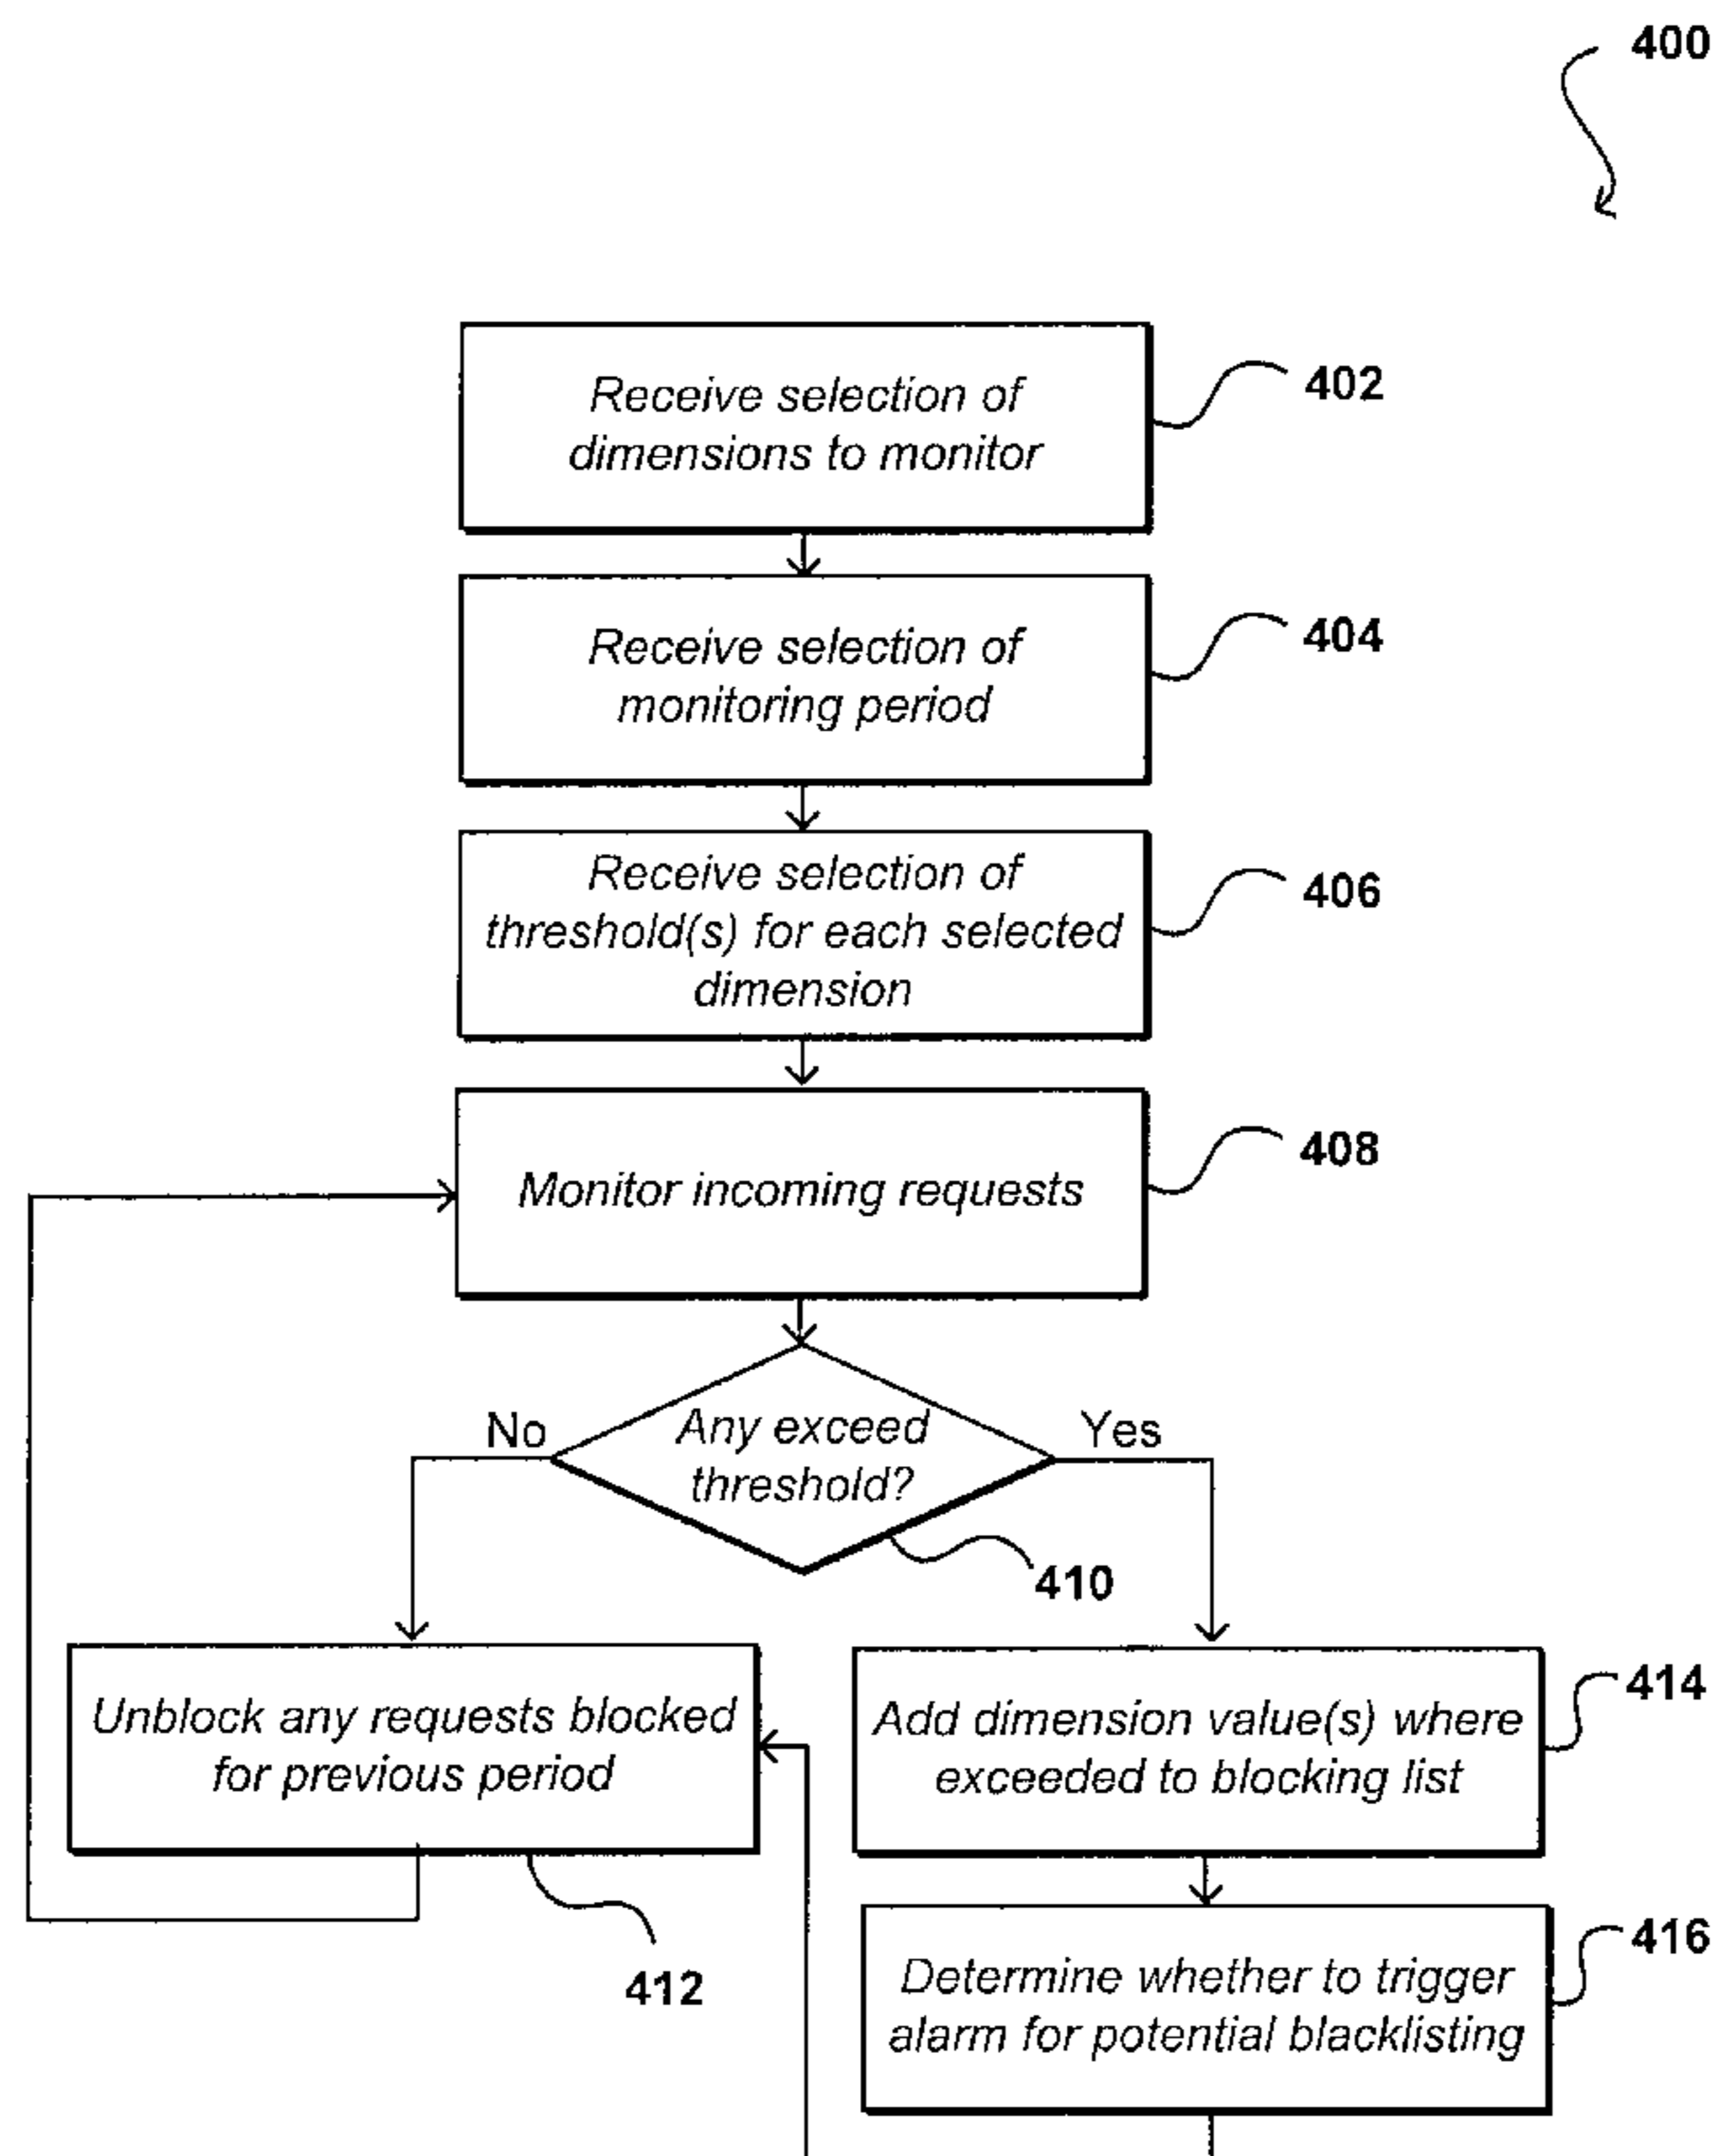 400
Receive selection of
dimensions to monitor
402
Receive selection of
monitoring period
404
Receive selection of
threshold(s) for each selected
dimension
406
Monitor incoming requests
408
No
Any exceed
threshold?
Yes
410
Unblock any requests blocked
for previous period
412
Add dimension value(s) where
exceeded to blocking list
414
Determine whether to trigger
alarm for potential blacklisting
416